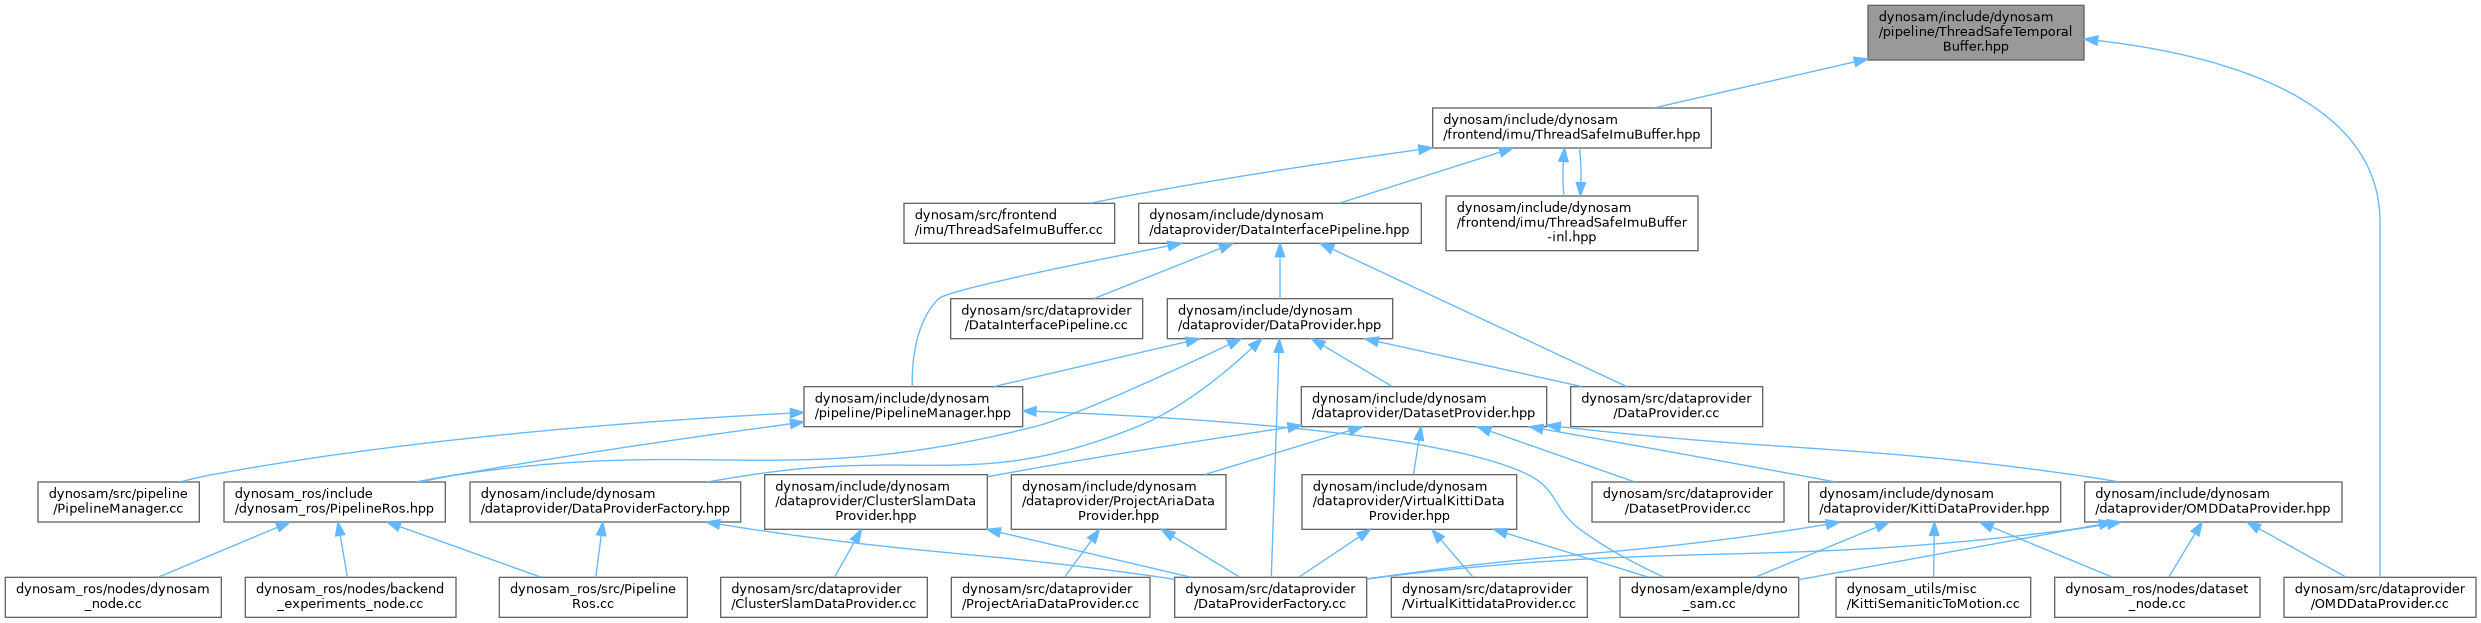 dynosam/include/dynosam
/pipeline/ThreadSafeTemporal
Buffer.hpp
dynosam/include/dynosam
/frontend/imu/ThreadSafeImuBuffer.hpp
dynosam/src/frontend
/imu/ThreadSafeImuBuffer.cc
dynosam/include/dynosam
/dataprovider/DataInterfacePipeline.hpp
dynosam/include/dynosam
/frontend/imu/ThreadSafeImuBuffer
-inl.hpp
dynosam/src/dataprovider
/DataInterfacePipeline.cc
dynosam/include/dynosam
/dataprovider/DataProvider.hpp
dynosam/include/dynosam
/pipeline/PipelineManager.hpp
dynosam/include/dynosam
/dataprovider/DatasetProvider.hpp
dynosam/src/dataprovider
/DataProvider.cc
dynosam/src/pipeline
/PipelineManager.cc
dynosam_ros/include
/dynosam_ros/PipelineRos.hpp
dynosam/include/dynosam
/dataprovider/DataProviderFactory.hpp
dynosam/include/dynosam
/dataprovider/ClusterSlamData
Provider.hpp
dynosam/include/dynosam
/dataprovider/ProjectAriaData
Provider.hpp
dynosam/include/dynosam
/dataprovider/VirtualKittiData
Provider.hpp
dynosam/src/dataprovider
/DatasetProvider.cc
dynosam/include/dynosam
/dataprovider/KittiDataProvider.hpp
dynosam/include/dynosam
/dataprovider/OMDDataProvider.hpp
dynosam_ros/nodes/dynosam
_node.cc
dynosam_ros/nodes/backend
_experiments_node.cc
dynosam_ros/src/Pipeline
Ros.cc
dynosam/src/dataprovider
/ClusterSlamDataProvider.cc
dynosam/src/dataprovider
/ProjectAriaDataProvider.cc
dynosam/src/dataprovider
/DataProviderFactory.cc
dynosam/src/dataprovider
/VirtualKittidataProvider.cc
dynosam/example/dyno
_sam.cc
dynosam_utils/misc
/KittiSemaniticToMotion.cc
dynosam_ros/nodes/dataset
_node.cc
dynosam/src/dataprovider
/OMDDataProvider.cc